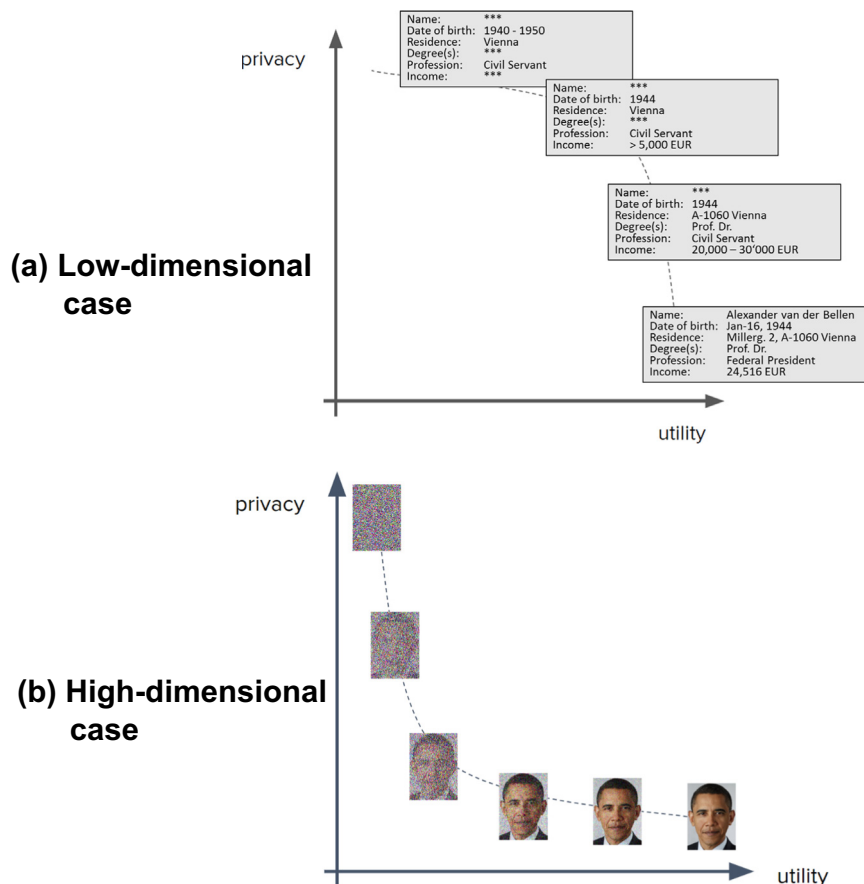 privacy
Name: ***
Date of birth: 1940 - 1950
Residence: Vienna
Degree(s): ***
Profession: Civil Servant
Income: ***
Name: ***
Date of birth: 1944
Residence: Vienna
Degree(s): ***
Profession: Civil Servant
Income: > 5,000 EUR
Name: ***
Date of birth: 1944
Residence: A-1060 Vienna
Degree(s): Prof. Dr.
Profession: Civil Servant
Income: 20,000 – 30‘000 EUR
(a) Low-dimensional
case
Name: Alexander van der Bellen
Date of birth: Jan-16, 1944
Residence: Millerg. 2, A-1060 Vienna
Degree(s): Prof. Dr.
Profession: Federal President
Income: 24,516 EUR
utility
privacy
(b) High-dimensional
case
utility